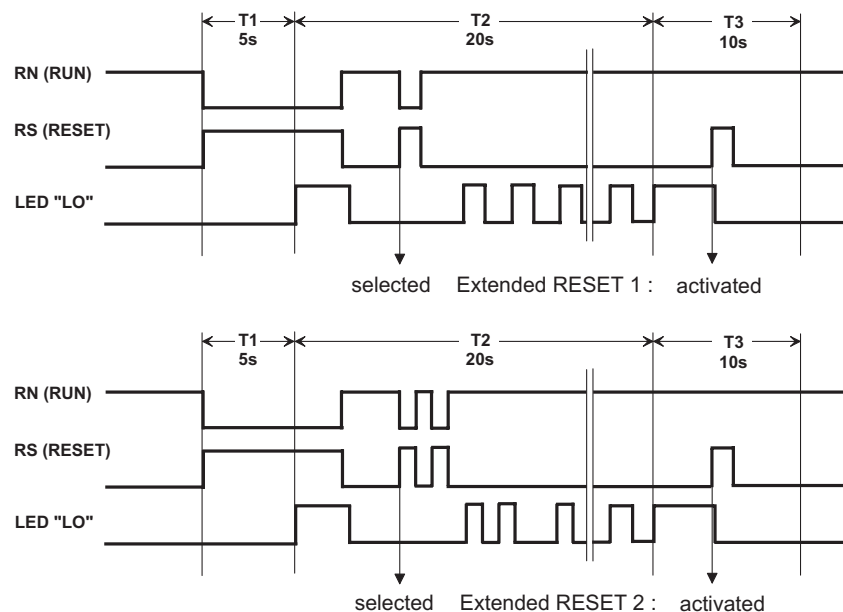 T1 T2 T3
5s 20s 10s
RN (RUN)
RS (RESET)
LED "LO"
selected Extended RESET 1 : activated
T1 T2 T3
5s 20s 10s
RN (RUN)
RS (RESET)
LED "LO"
selected Extended RESET 2 : activated